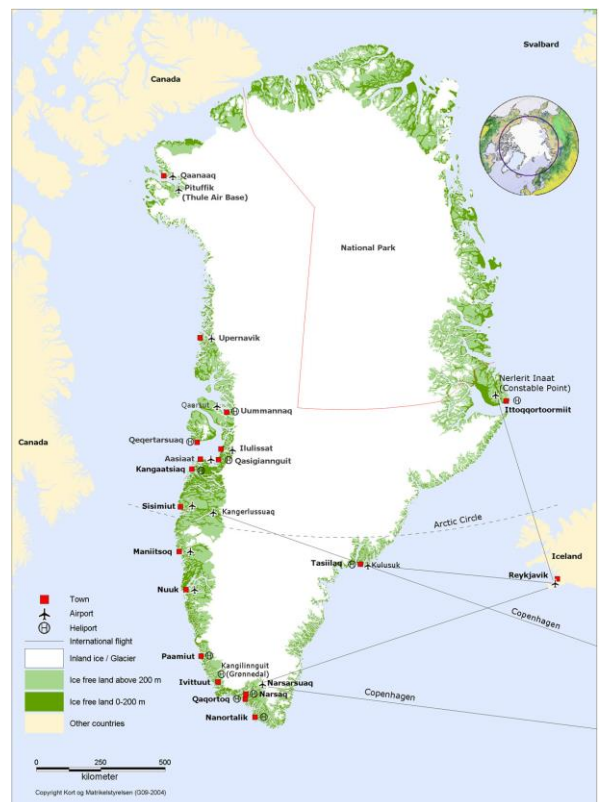 Canada
Svalbard
Qaanaaq
Pituffik
(Thule Air Base)
National Park
Upernavik
Nerlerit Inaat
(Constable Point)
Qaarsut
Uummannaq
Ittoqqortoormiit
Qeqertarsuaq
Ilulissat
Canada
Aasiaat
Qasigiannguit
Kangaatsiaq
Sisimiut
Kangerlussuaq
Arctic Circle
Maniitsoq
Iceland
Tasiilaq
Kulusuk
Reykjavik
Nuuk
Town
Airport
Copenhagen
Heliport
International flight
Paamiut
Inland ice / Glacier
Kangilinnguit
(Grønnedal)
Ice free land above 200 m
Ivittuut
Narsarsuaq
Narsaq
Copenhagen
Qaqortoq
Ice free land 0-200 m
Nanortalik
Other countries
500 250 0 500
kilometer
Copyright Kort og Matrikelstyrelsen (G09-2004)